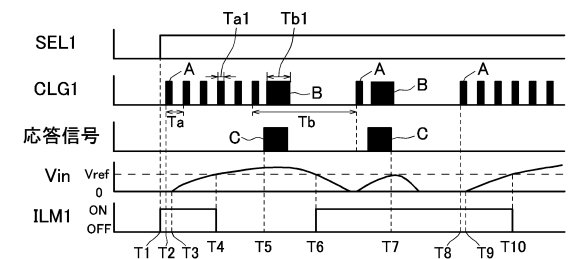 Ta1 Tb1
SEL1
A A A
CLG1 B B
Ta Tb
応答信号 C C
Vin Vref
0
ILM1 ON
OFF
T1 T2 T3 T4 T5 T6 T7 T8 T9 T10